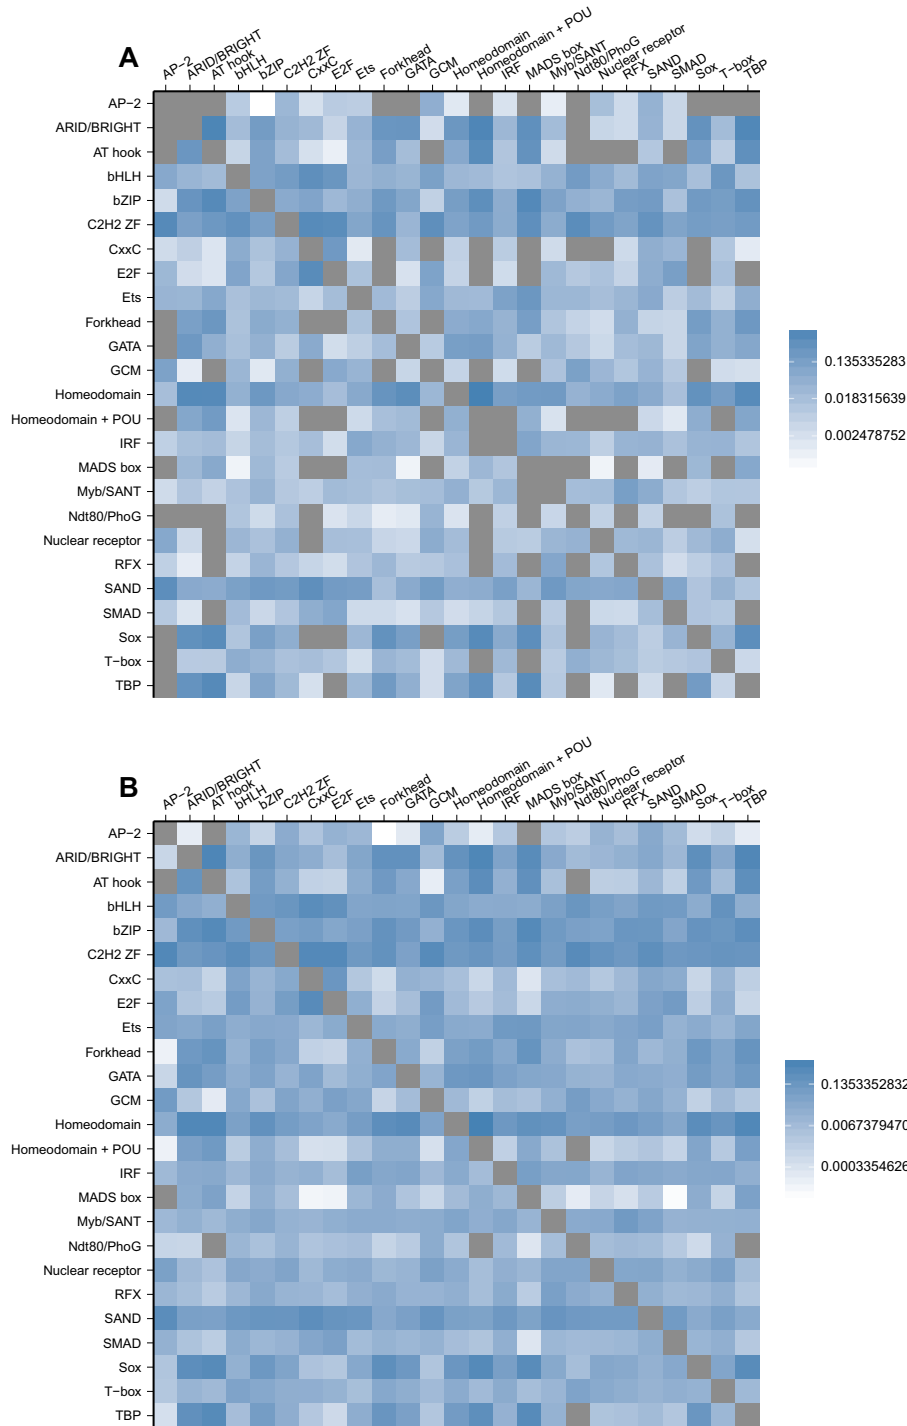 A
AP−2
ARID/BRIGHT
AT hook
bHLH
bZIP
C2H2 ZF
CxxC
E2F
Ets
Forkhead
GATA
GCM
Homeodomain
Homeodomain + POU
IRF
MADS box
Myb/SANT
Ndt80/PhoG
Nuclear receptor
RFX
SAND
SMAD
Sox
T−box
TBP
AP−2
ARID/BRIGHT
AT hook
bHLH
bZIP
C2H2 ZF
CxxC
E2F
Ets
Forkhead
GATA
GCM
Homeodomain
Homeodomain + POU
IRF
MADS box
Myb/SANT
Ndt80/PhoG
Nuclear receptor
RFX
SAND
SMAD
Sox
T−box
TBP
0.135335283
0.018315639
0.002478752
B
AP−2
ARID/BRIGHT
AT hook
bHLH
bZIP
C2H2 ZF
CxxC
E2F
Ets
Forkhead
GATA
GCM
Homeodomain
Homeodomain + POU
IRF
MADS box
Myb/SANT
Ndt80/PhoG
Nuclear receptor
RFX
SAND
SMAD
Sox
T−box
TBP
AP−2
ARID/BRIGHT
AT hook
bHLH
bZIP
C2H2 ZF
CxxC
E2F
Ets
Forkhead
GATA
GCM
Homeodomain
Homeodomain + POU
IRF
MADS box
Myb/SANT
Ndt80/PhoG
Nuclear receptor
RFX
SAND
SMAD
Sox
T−box
TBP
0.1353352832
0.0067379470
0.0003354626